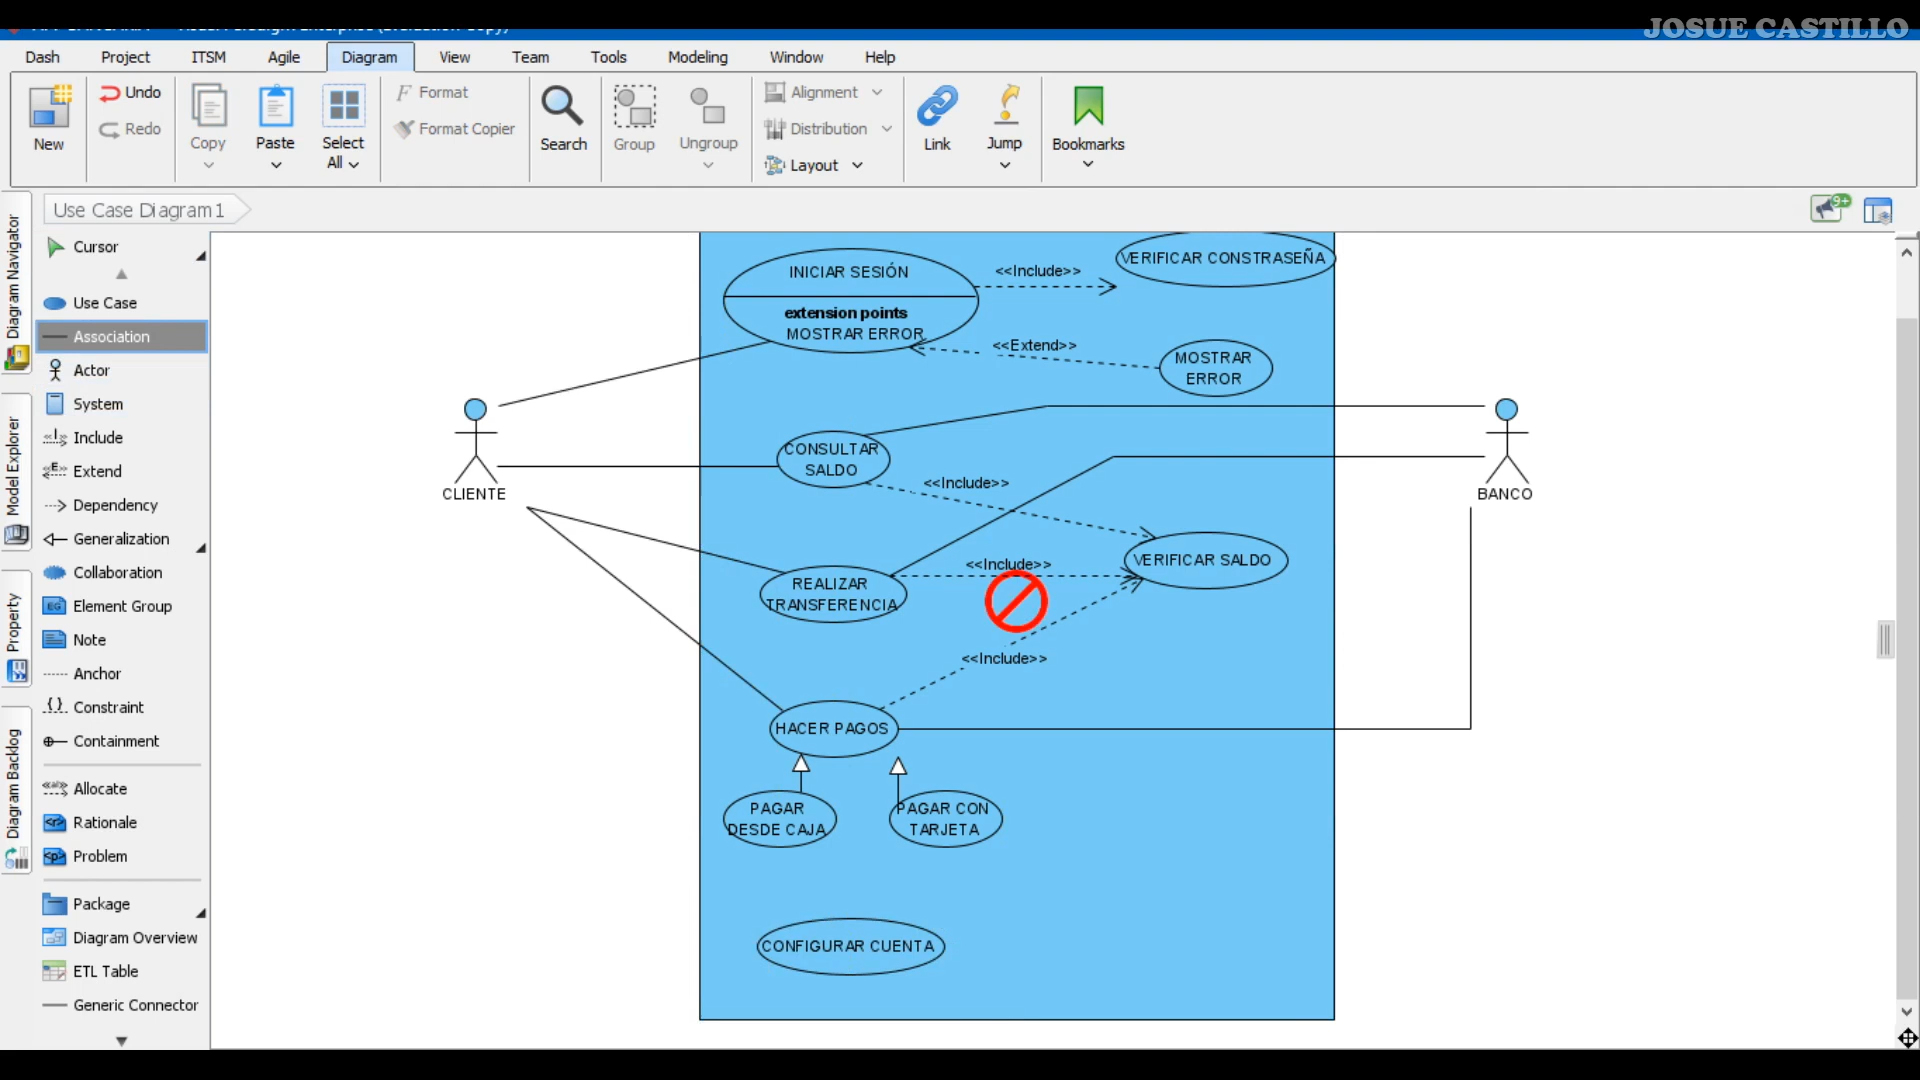 JOSUE CASTILLO
Dash Project ITSM Agile Diagram View Team Tools Modeling Window Help
New
Undo
Redo
Copy
Paste
Select All
Format
Format Copier
Search
Group
Ungroup
Alignment
Distribution
Layout
Link
Jump
Bookmarks
Use Case Diagram1
9+
Diagram Navigator
Model Explorer
Property
Diagram Backlog
Cursor
Use Case
Association
Actor
System
Include
Extend
Dependency
Generalization
Collaboration
Element Group
Note
Anchor
Constraint
Containment
Allocate
Rationale
Problem
Package
Diagram Overview
ETL Table
Generic Connector
INICIAR SESIÓN
extension points
MOSTRAR ERROR
<<Include>>
VERIFICAR CONSTRASEÑA
<<Extend>>
MOSTRAR
ERROR
CLIENTE
BANCO
CONSULTAR
SALDO
<<Include>>
VERIFICAR SALDO
<<Include>>
REALIZAR
TRANSFERENCIA
<<Include>>
HACER PAGOS
PAGAR
DESDE CAJA
PAGAR CON
TARJETA
CONFIGURAR CUENTA